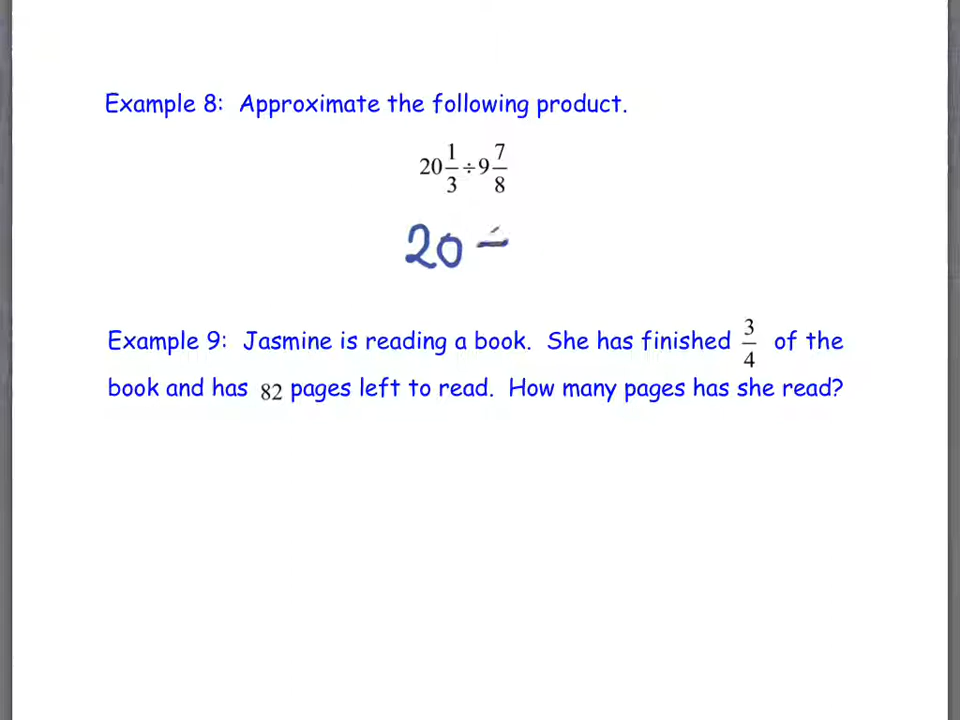 Example 8: Approximate the following product.
20 1/3 ÷ 9 7/8
20 ÷
Example 9: Jasmine is reading a book. She has finished 3/4 of the
book and has 82 pages left to read. How many pages has she read?